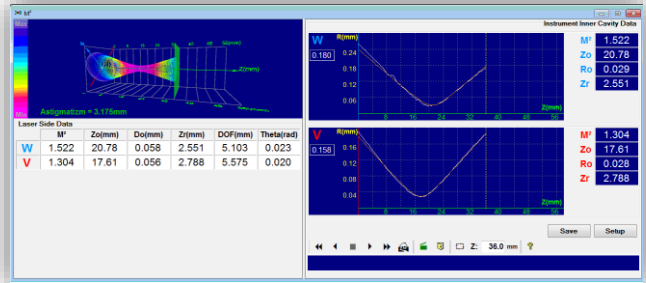 M²
Instrument Inner Cavity Data
Max
Z(mm)
Min
Astigmatizm = 3.175mm
Laser Side Data
M² Zo(mm) Do(mm) Zr(mm) DOF(mm) Theta(rad)
W 1.522 20.78 0.058 2.551 5.103 0.023
V 1.304 17.61 0.056 2.788 5.575 0.020
W R(mm)
0.180
0.24
0.18
0.12
0.06
8 16 24 32 40 48 56
Z(mm)
M² 1.522
Zo 20.78
Ro 0.029
Zr 2.551
V R(mm)
0.158
0.16
0.12
0.08
0.04
8 16 24 32 40 48 56
Z(mm)
M² 1.304
Zo 17.61
Ro 0.028
Zr 2.788
Save Setup
Z: 36.0 mm ?